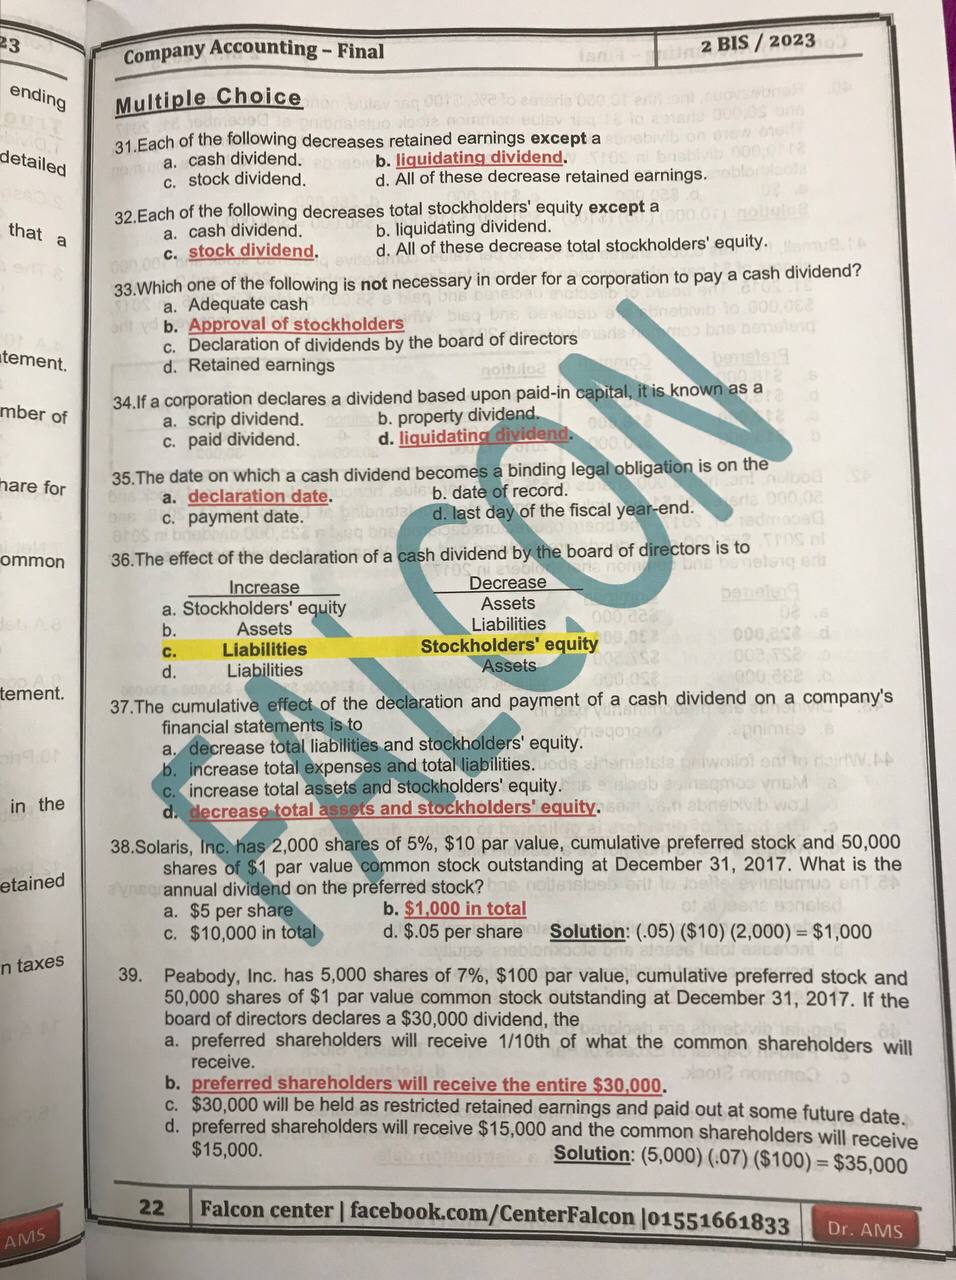 23
ending
detailed
that a
tement.
mber of
hare for
ommon
tement.
in the
etained
n taxes
AMS
Company Accounting – Final
2 BIS / 2023
Multiple Choice
31.Each of the following decreases retained earnings except a
a. cash dividend. b. liquidating dividend.
c. stock dividend. d. All of these decrease retained earnings.
32.Each of the following decreases total stockholders' equity except a
a. cash dividend. b. liquidating dividend.
c. stock dividend. d. All of these decrease total stockholders' equity.
33.Which one of the following is not necessary in order for a corporation to pay a cash dividend?
a. Adequate cash
b. Approval of stockholders
c. Declaration of dividends by the board of directors
d. Retained earnings
34.If a corporation declares a dividend based upon paid-in capital, it is known as a
a. scrip dividend. b. property dividend.
c. paid dividend. d. liquidating dividend.
35.The date on which a cash dividend becomes a binding legal obligation is on the
a. declaration date. b. date of record.
c. payment date. d. last day of the fiscal year-end.
36.The effect of the declaration of a cash dividend by the board of directors is to
Increase Decrease
a. Stockholders' equity Assets
b. Assets Liabilities
c. Liabilities Stockholders' equity
d. Liabilities Assets
37.The cumulative effect of the declaration and payment of a cash dividend on a company's
financial statements is to
a. decrease total liabilities and stockholders' equity.
b. increase total expenses and total liabilities.
c. increase total assets and stockholders' equity.
d. decrease total assets and stockholders' equity.
38.Solaris, Inc. has 2,000 shares of 5%, $10 par value, cumulative preferred stock and 50,000
shares of $1 par value common stock outstanding at December 31, 2017. What is the
annual dividend on the preferred stock?
a. $5 per share b. $1,000 in total
c. $10,000 in total d. $.05 per share Solution: (.05) ($10) (2,000) = $1,000
39. Peabody, Inc. has 5,000 shares of 7%, $100 par value, cumulative preferred stock and
50,000 shares of $1 par value common stock outstanding at December 31, 2017. If the
board of directors declares a $30,000 dividend, the
a. preferred shareholders will receive 1/10th of what the common shareholders will
receive.
b. preferred shareholders will receive the entire $30,000.
c. $30,000 will be held as restricted retained earnings and paid out at some future date.
d. preferred shareholders will receive $15,000 and the common shareholders will receive
$15,000. Solution: (5,000) (.07) ($100) = $35,000
FALCON
22 Falcon center | facebook.com/CenterFalcon |01551661833 Dr. AMS